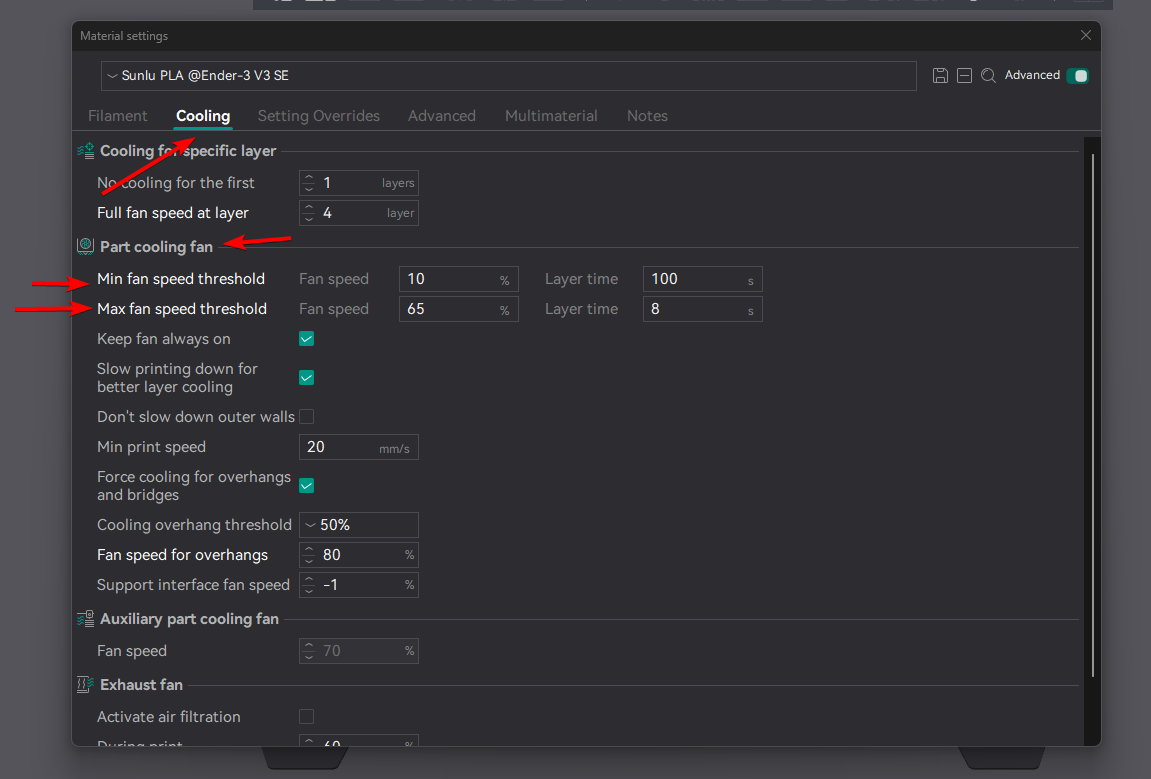 Material settings
Sunlu PLA @Ender-3 V3 SE
Advanced
Filament Cooling Setting Overrides Advanced Multimaterial Notes
Cooling for specific layer
No cooling for the first 1 layers
Full fan speed at layer 4 layer
Part cooling fan
Min fan speed threshold Fan speed 10 % Layer time 100 s
Max fan speed threshold Fan speed 65 % Layer time 8 s
Keep fan always on
Slow printing down for
better layer cooling
Don't slow down outer walls
Min print speed 20 mm/s
Force cooling for overhangs
and bridges
Cooling overhang threshold 50%
Fan speed for overhangs 80 %
Support interface fan speed -1 %
Auxiliary part cooling fan
Fan speed 70 %
Exhaust fan
Activate air filtration
During print 60 %